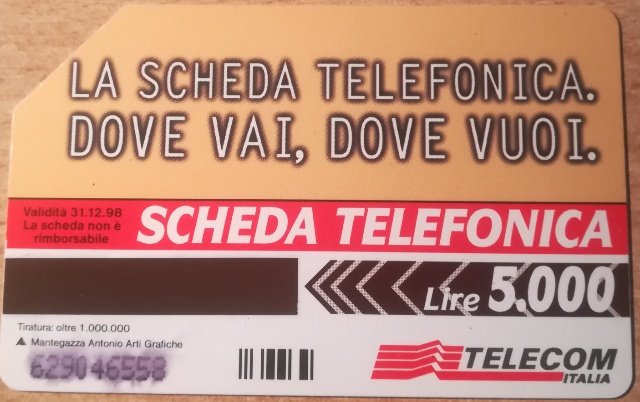 LA SCHEDA TELEFONICA.
DOVE VAI, DOVE VUOI.
Validità 31.12.98
La scheda non è
rimborsabile
SCHEDA TELEFONICA
Lire 5.000
Tiratura: oltre 1.000.000
Mantegazza Antonio Arti Grafiche
629046558
TELECOM
ITALIA